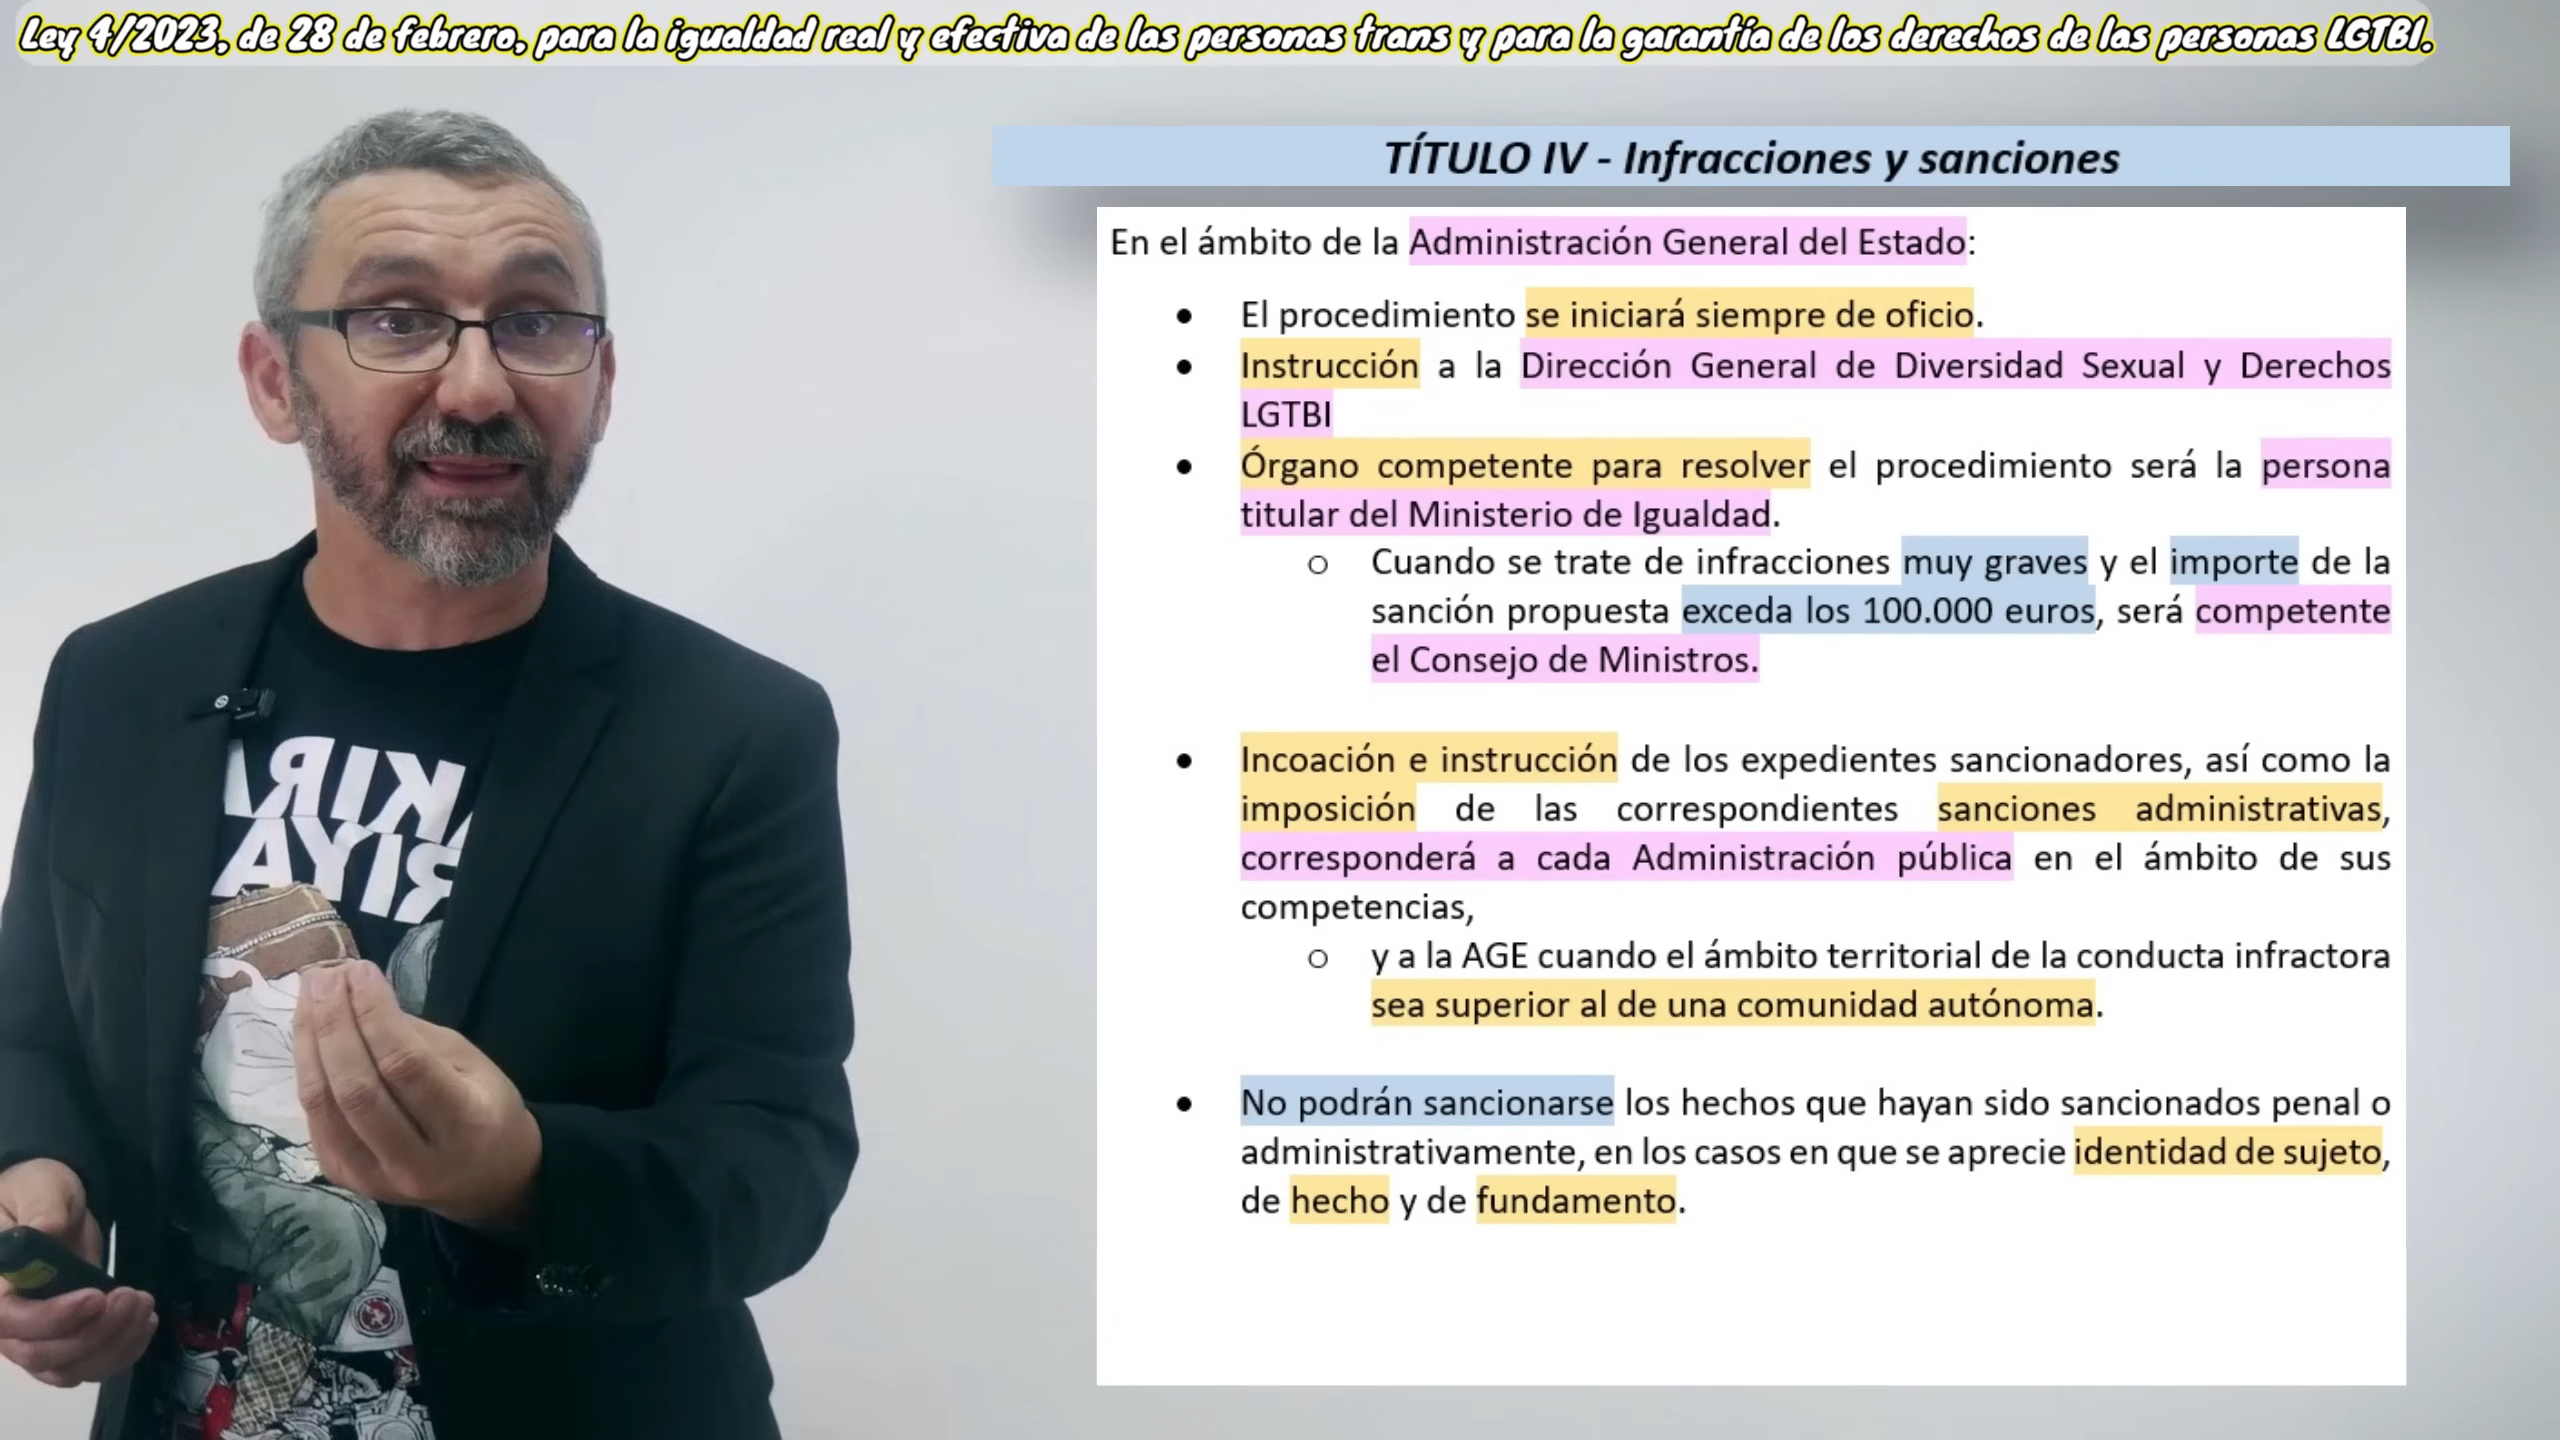 Ley 4/2023, de 28 de febrero, para la igualdad real y efectiva de las personas trans y para la garantía de los derechos de las personas LGTBI.
TÍTULO IV - Infracciones y sanciones
En el ámbito de la Administración General del Estado:
● El procedimiento se iniciará siempre de oficio.
● Instrucción a la Dirección General de Diversidad Sexual y Derechos
LGTBI
● Órgano competente para resolver el procedimiento será la persona
titular del Ministerio de Igualdad.
o Cuando se trate de infracciones muy graves y el importe de la
sanción propuesta exceda los 100.000 euros, será competente
el Consejo de Ministros.
● Incoación e instrucción de los expedientes sancionadores, así como la
imposición de las correspondientes sanciones administrativas,
corresponderá a cada Administración pública en el ámbito de sus
competencias,
o y a la AGE cuando el ámbito territorial de la conducta infractora
sea superior al de una comunidad autónoma.
● No podrán sancionarse los hechos que hayan sido sancionados penal o
administrativamente, en los casos en que se aprecie identidad de sujeto,
de hecho y de fundamento.